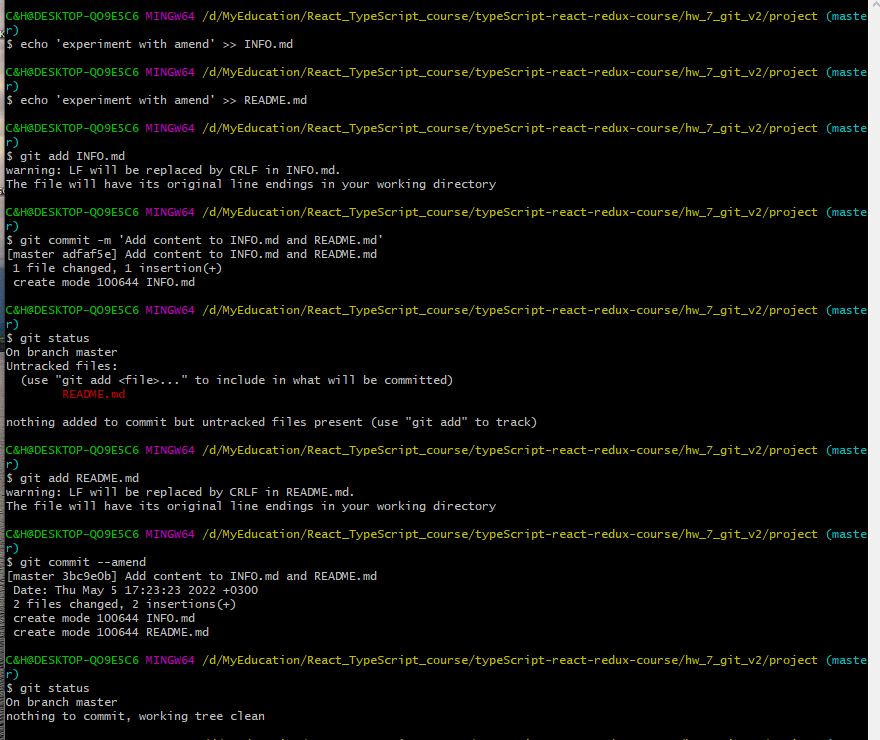 C&H@DESKTOP-QO9E5C6 MINGW64 /d/MyEducation/React_TypeScript_course/typeScript-react-redux-course/hw_7_git_v2/project (maste
r)
$ echo 'experiment with amend' >> INFO.md
C&H@DESKTOP-QO9E5C6 MINGW64 /d/MyEducation/React_TypeScript_course/typeScript-react-redux-course/hw_7_git_v2/project (maste
r)
$ echo 'experiment with amend' >> README.md
C&H@DESKTOP-QO9E5C6 MINGW64 /d/MyEducation/React_TypeScript_course/typeScript-react-redux-course/hw_7_git_v2/project (maste
r)
$ git add INFO.md
warning: LF will be replaced by CRLF in INFO.md.
The file will have its original line endings in your working directory
C&H@DESKTOP-QO9E5C6 MINGW64 /d/MyEducation/React_TypeScript_course/typeScript-react-redux-course/hw_7_git_v2/project (maste
r)
$ git commit -m 'Add content to INFO.md and README.md'
[master adfaf5e] Add content to INFO.md and README.md
1 file changed, 1 insertion(+)
create mode 100644 INFO.md
C&H@DESKTOP-QO9E5C6 MINGW64 /d/MyEducation/React_TypeScript_course/typeScript-react-redux-course/hw_7_git_v2/project (maste
r)
$ git status
On branch master
Untracked files:
(use "git add <file>..." to include in what will be committed)
README.md
nothing added to commit but untracked files present (use "git add" to track)
C&H@DESKTOP-QO9E5C6 MINGW64 /d/MyEducation/React_TypeScript_course/typeScript-react-redux-course/hw_7_git_v2/project (maste
r)
$ git add README.md
warning: LF will be replaced by CRLF in README.md.
The file will have its original line endings in your working directory
C&H@DESKTOP-QO9E5C6 MINGW64 /d/MyEducation/React_TypeScript_course/typeScript-react-redux-course/hw_7_git_v2/project (maste
r)
$ git commit --amend
[master 3bc9e0b] Add content to INFO.md and README.md
Date: Thu May 5 17:23:23 2022 +0300
2 files changed, 2 insertions(+)
create mode 100644 INFO.md
create mode 100644 README.md
C&H@DESKTOP-QO9E5C6 MINGW64 /d/MyEducation/React_TypeScript_course/typeScript-react-redux-course/hw_7_git_v2/project (maste
r)
$ git status
On branch master
nothing to commit, working tree clean